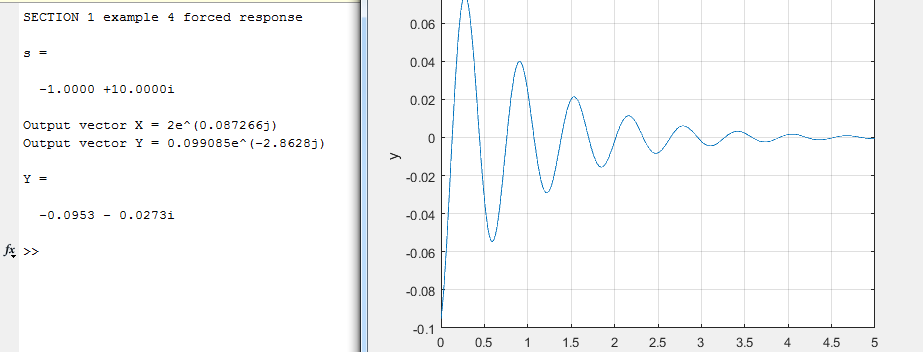 SECTION 1 example 4 forced response
s =
-1.0000 +10.0000i
Output vector X = 2e^(0.087266j)
Output vector Y = 0.099085e^(-2.8628j)
Y =
-0.0953 - 0.0273i
fx >>
0.06
0.04
0.02
0
-0.02
-0.04
-0.06
-0.08
-0.1
y
0 0.5 1 1.5 2 2.5 3 3.5 4 4.5 5